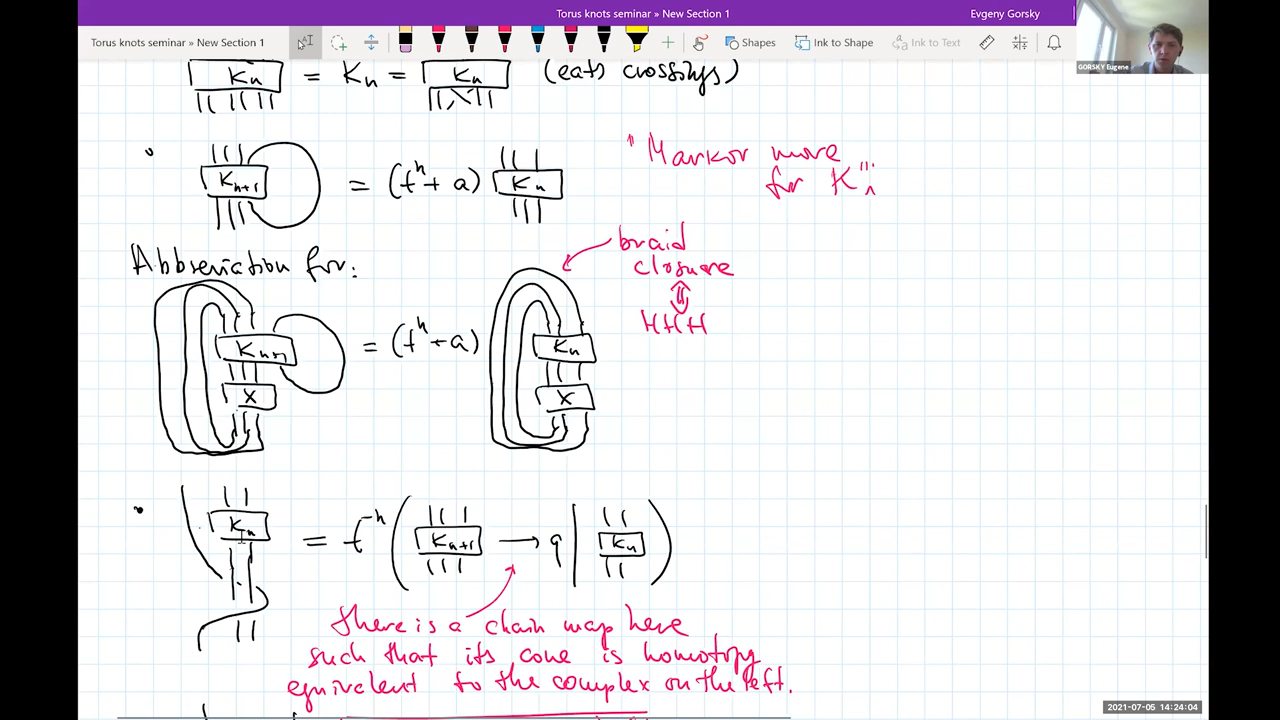 Torus knots seminar » New Section 1
Evgeny Gorsky
Torus knots seminar » New Section 1
Shapes
Ink to Shape
Ink to Text
GORSKY Eugene
Kn = Kn = Kn (eats crossings)
Kn+1 = (t^n + a) Kn
"Markov move
for Kn"
Abbreviation for:
braid
closure
HHH
Kn+1 = (t^n + a) Kn
X X
Kn = t^-n ( Kn+1 → q | Kn )
there is a chain map here
such that its cone is homotopy
equivalent to the complex on the left.
2021-07-05 14:24:04